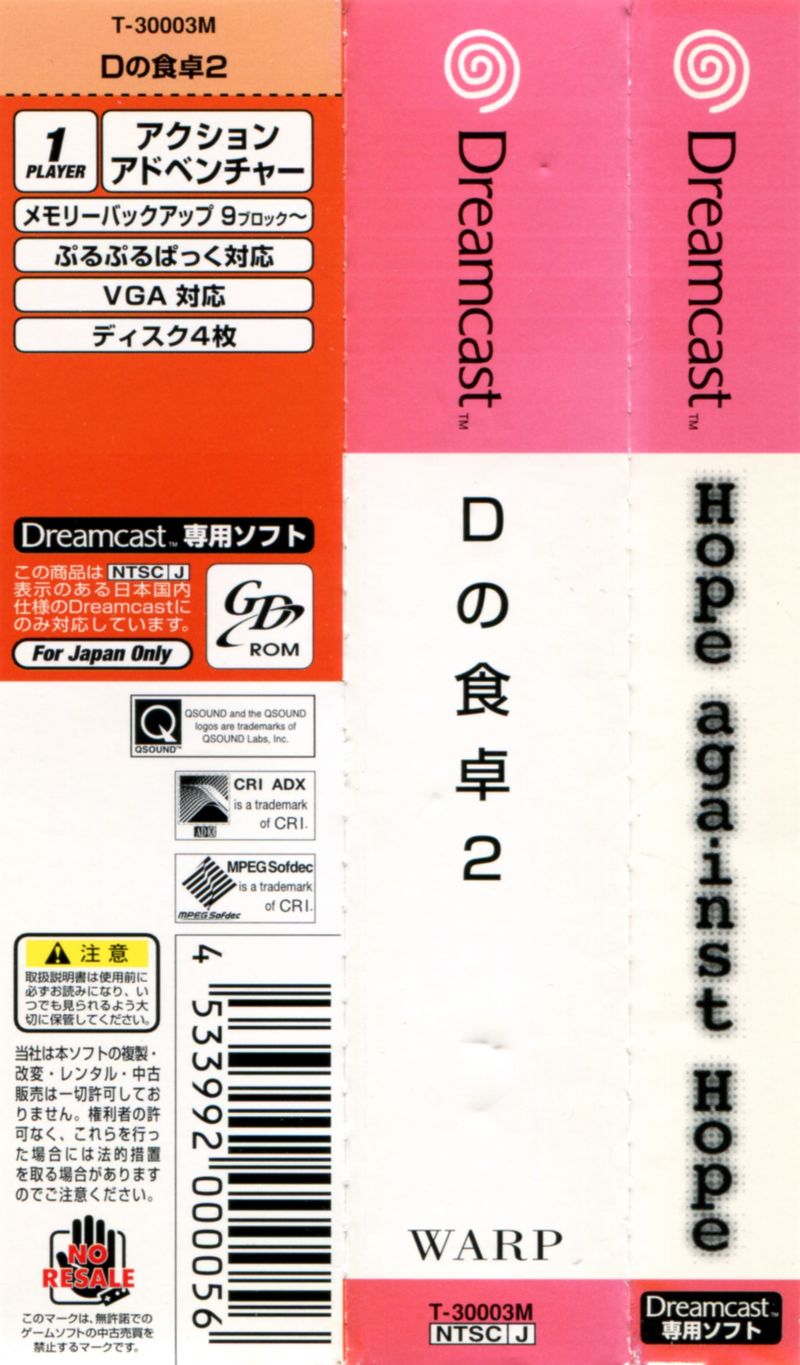 T-30003M
Dの食卓2
1
PLAYER
アクション
アドベンチャー
メモリーバックアップ 9ブロック〜
ぷるぷるぱっく対応
VGA 対応
ディスク4枚
Dreamcast™ 専用ソフト
この商品は NTSC J
表示のある日本国内
仕様のDreamcastに
のみ対応しています。
For Japan Only
GD
ROM
Q
QSOUND™
QSOUND and the QSOUND
logos are trademarks of
QSOUND Labs, Inc.
ADX
CRI ADX
is a trademark
of CRI.
MPEG Sofdec
MPEG Sofdec
is a trademark
of CRI.
注意
取扱説明書は使用前に
必ずお読みになり、い
つでも見られるよう大
切に保管してください。
当社は本ソフトの複製・
改変・レンタル・中古
販売は一切許可してお
りません。権利者の許
可なく、これらを行っ
た場合には法的措置
を取る場合があります
のでご注意ください。
NO
RESALE
このマークは、無許諾での
ゲームソフトの中古売買を
禁止するマークです。
4 533992 000056
Dreamcast™
Dの食卓2
WARP
T-30003M
NTSC J
Dreamcast™
Hope against Hope
Dreamcast™
専用ソフト